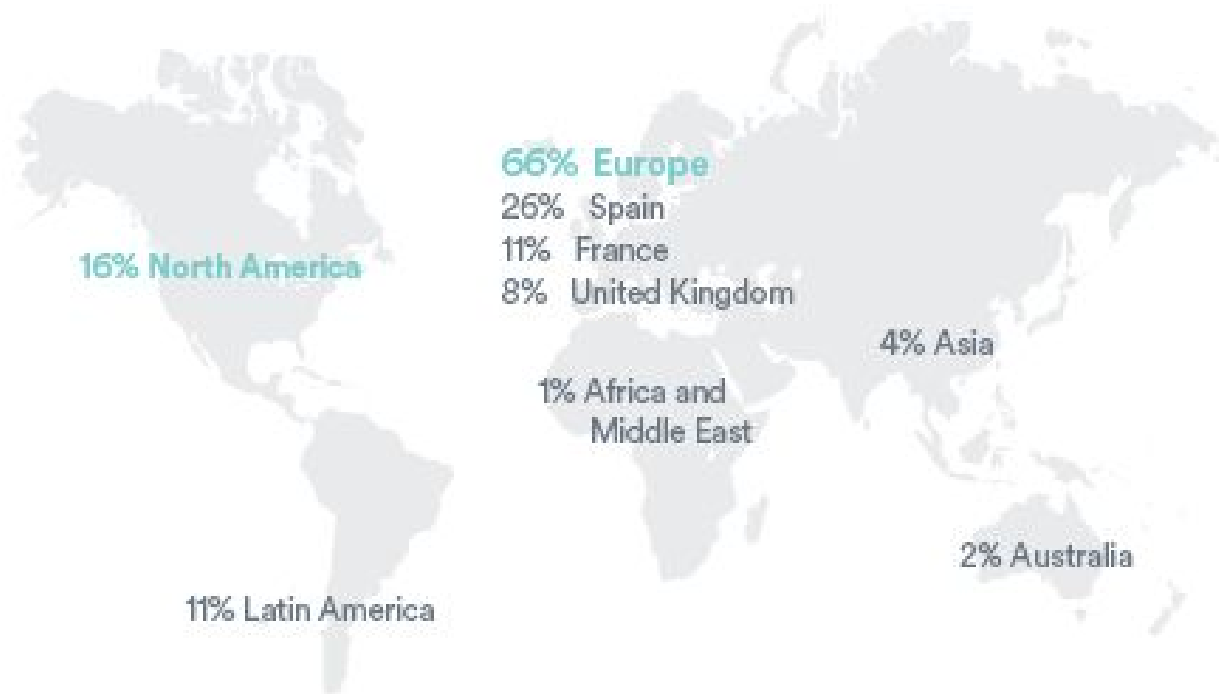 66% Europe
26% Spain
11% France
8% United Kingdom
16% North America
4% Asia
1% Africa and
Middle East
2% Australia
11% Latin America